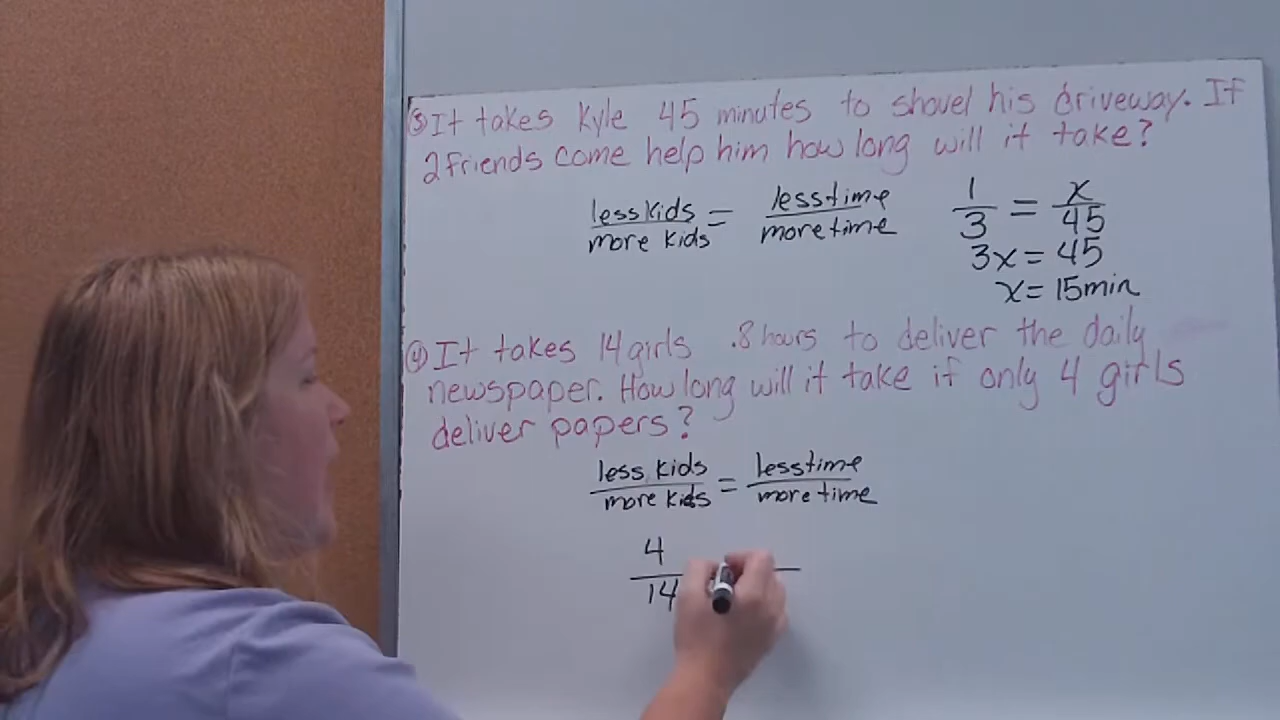 ③ It takes Kyle 45 minutes to shovel his driveway. If
2 friends come help him how long will it take?
less kids / more kids = less time / more time
1/3 = x/45
3x = 45
x = 15min
④ It takes 14 girls .8 hours to deliver the daily
newspaper. How long will it take if only 4 girls
deliver papers?
less kids / more kids = less time / more time
4/14